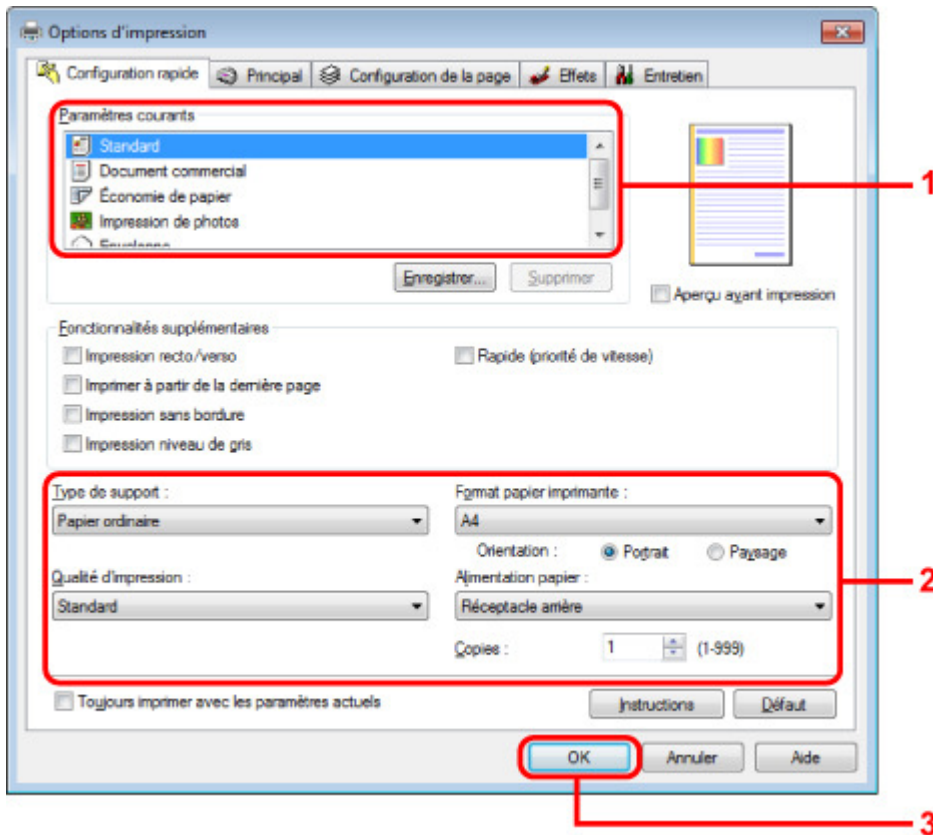 Options d'impression
Configuration rapide Principal Configuration de la page Effets Entretien
Paramètres courants
Standard
Document commercial
Économie de papier
Impression de photos
Enveloppe
1
Enregistrer... Supprimer
Aperçu avant impression
Fonctionnalités supplémentaires
Impression recto/verso Rapide (priorité de vitesse)
Imprimer à partir de la dernière page
Impression sans bordure
Impression niveau de gris
Type de support : Format papier imprimante :
Papier ordinaire A4
Orientation : Portrait Paysage
Qualité d'impression : Alimentation papier :
2
Standard Réceptacle arrière
Copies : 1 (1-999)
Toujours imprimer avec les paramètres actuels Instructions Défaut
OK Annuler Aide
3